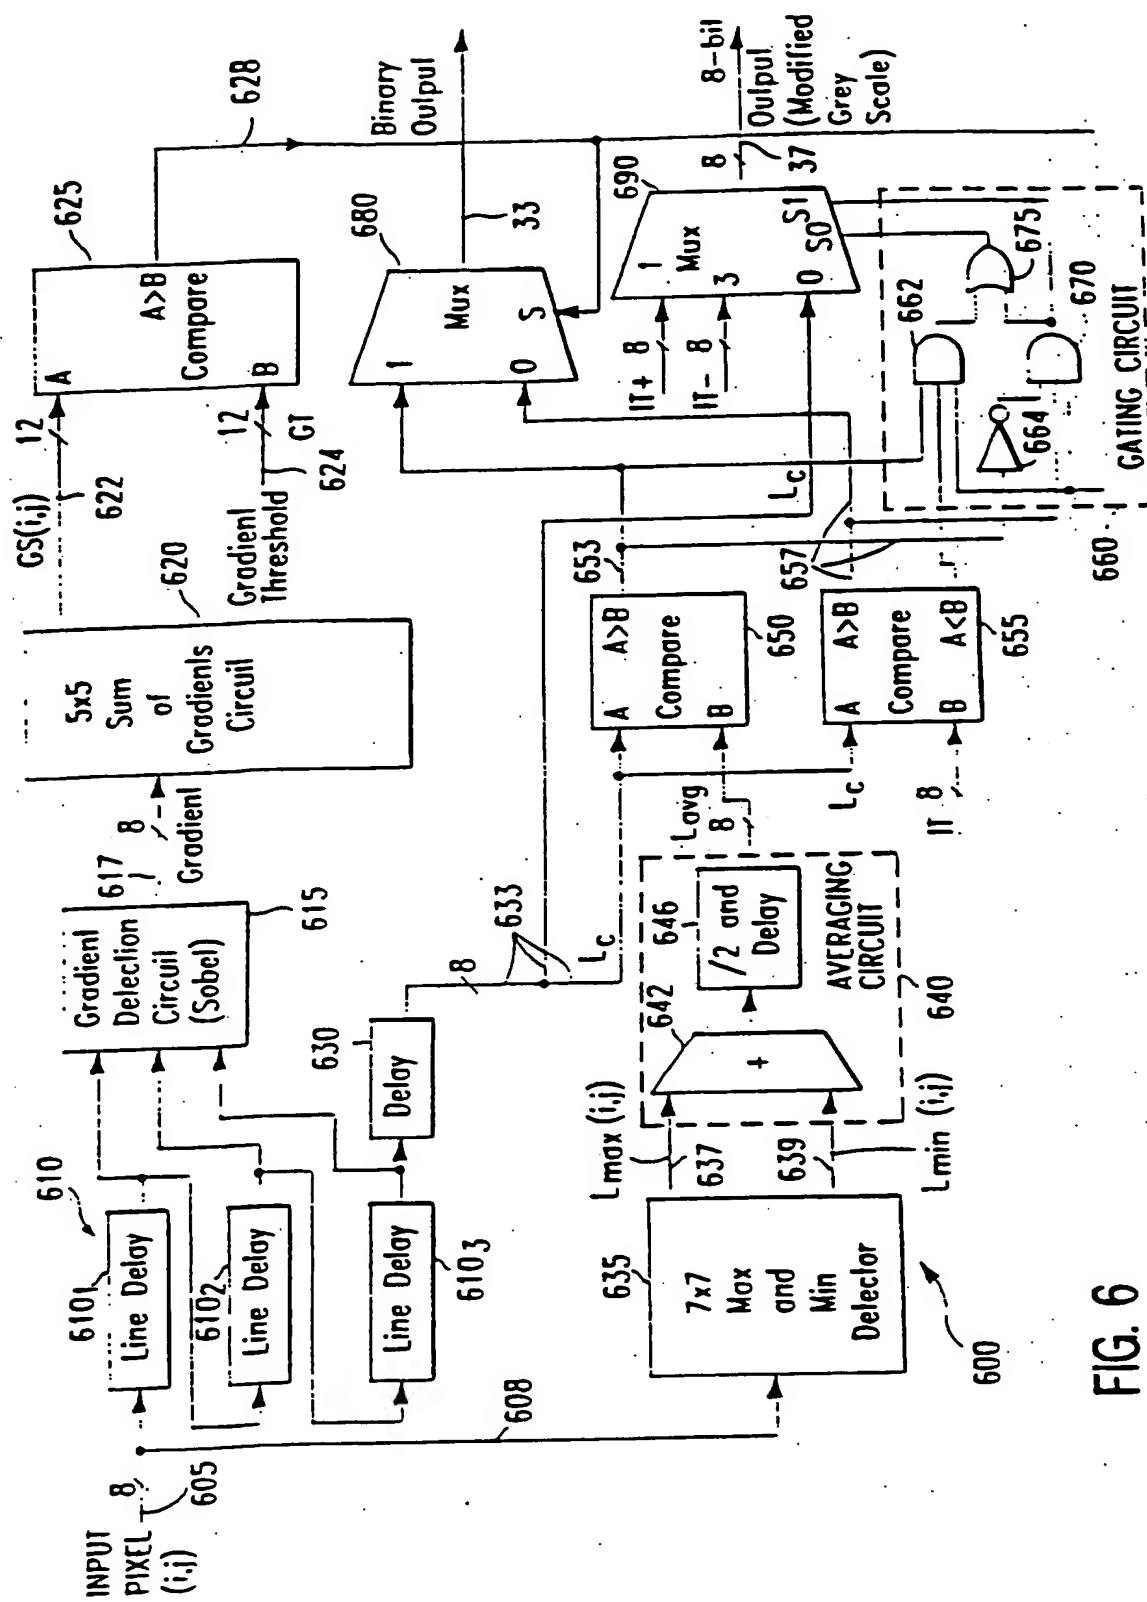 INPUT
PIXEL
(i,j)
8
605
608
610
610₁
Line Delay
610₂
Line Delay
Line Delay
610₃
630
Delay
Gradient
Detection
Circuit
(Sobel)
615
617
8
Gradient
5x5
Sum
of
Gradients
Circuit
620
GS(i,j)
12
622
Gradient
Threshold
12
GT
624
A
A>B
Compare
B
625
628
8
633
LC
635
7x7
Max
and
Min
Detector
600
Lmax (i,j)
637
639
Lmin (i,j)
642
+
646
/2 and
Delay
AVERAGING
CIRCUIT
640
Lavg
8
LC
IT 8
A
A>B
Compare
B
650
653
A
A>B
Compare
B
A<B
655
657
LC
1
Mux
0
S
680
33
Binary
Output
IT+ 8
IT- 8
1
Mux
3
0
S0
S1
690
8
37
8-bit
Output
(Modified
Grey
Scale)
662
664
670
675
GATING CIRCUIT
660
FIG. 6